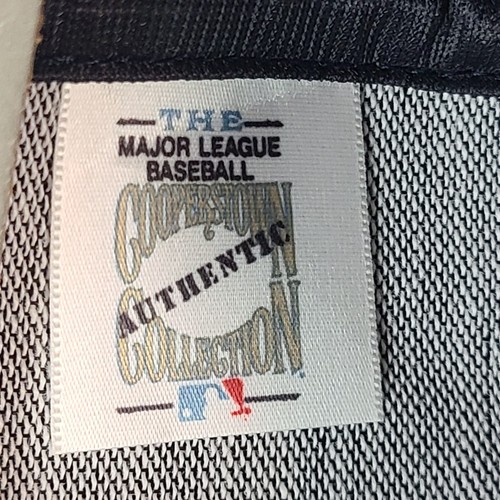 THE
MAJOR LEAGUE
BASEBALL
COOPERSTOWN
AUTHENTIC
COLLECTION